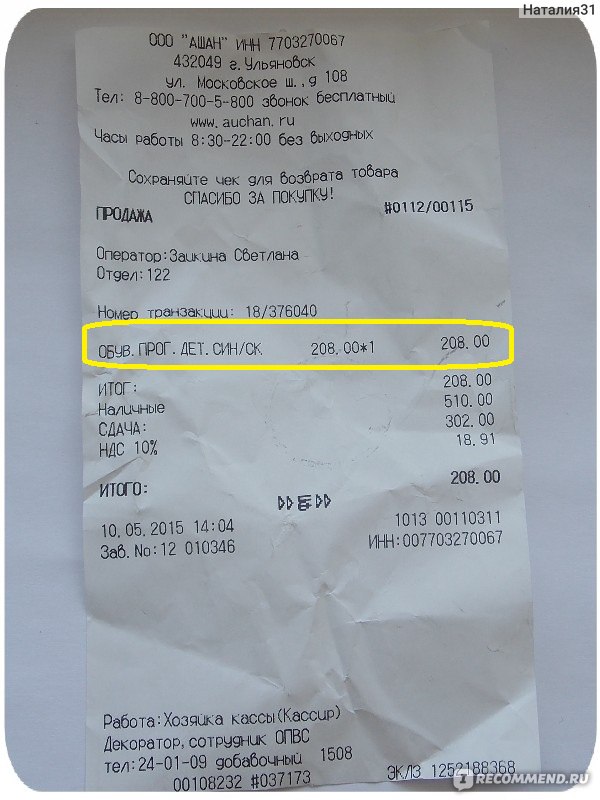 Наталия31
ООО "АШАН" ИНН 7703270067
432049 г.Ульяновск
ул. Московское ш.,д 108
Тел: 8-800-700-5-800 звонок бесплатный
www.auchan.ru
Часы работы 8:30-22:00 без выходных
Сохраняйте чек для возврата товара
СПАСИБО ЗА ПОКУПКУ!
ПРОДАЖА #0112/00115
Оператор:Заикина Светлана
Отдел:122
Номер транзакции: 18/376040
ОБУВ.ПРОГ.ДЕТ.СИН/СК 208.00*1 208.00
ИТОГ: 208.00
Наличные 510.00
СДАЧА: 302.00
НДС 10% 18.91
ИТОГО: 208.00
10.05.2015 14:04 1013 00110311
Зав.No:12 010346 ИНН:007703270067
Работа:Хозяйка кассы(Кассир)
Декоратор,сотрудник ОПВС
тел:24-01-09 добавочный 1508
00108232 #037173 ЭКЛЗ 1252188368
RECOMMEND.RU